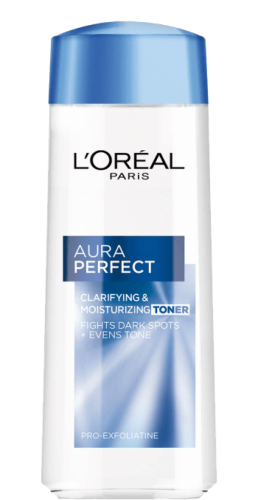 L'ORÉAL
PARIS
AURA
PERFECT
CLARIFYING &
MOISTURIZING TONER
FIGHTS DARK SPOTS
+ EVENS TONE
PRO-EXFOLIATINE